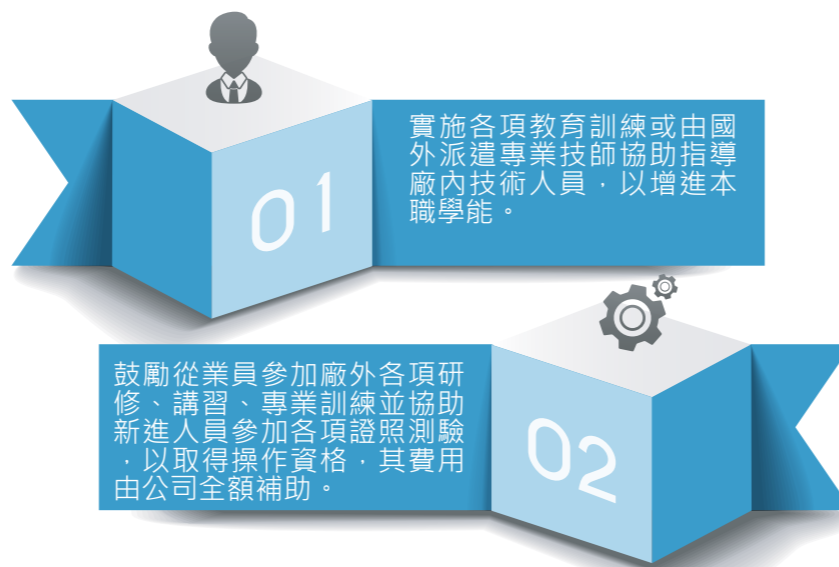 01
實施各項教育訓練或由國
外派遣專業技師協助指導
廠內技術人員，以增進本
職學能。
鼓勵從業員參加廠外各項研
修、講習、專業訓練並協助
新進人員參加各項證照測驗
，以取得操作資格，其費用
由公司全額補助。
02